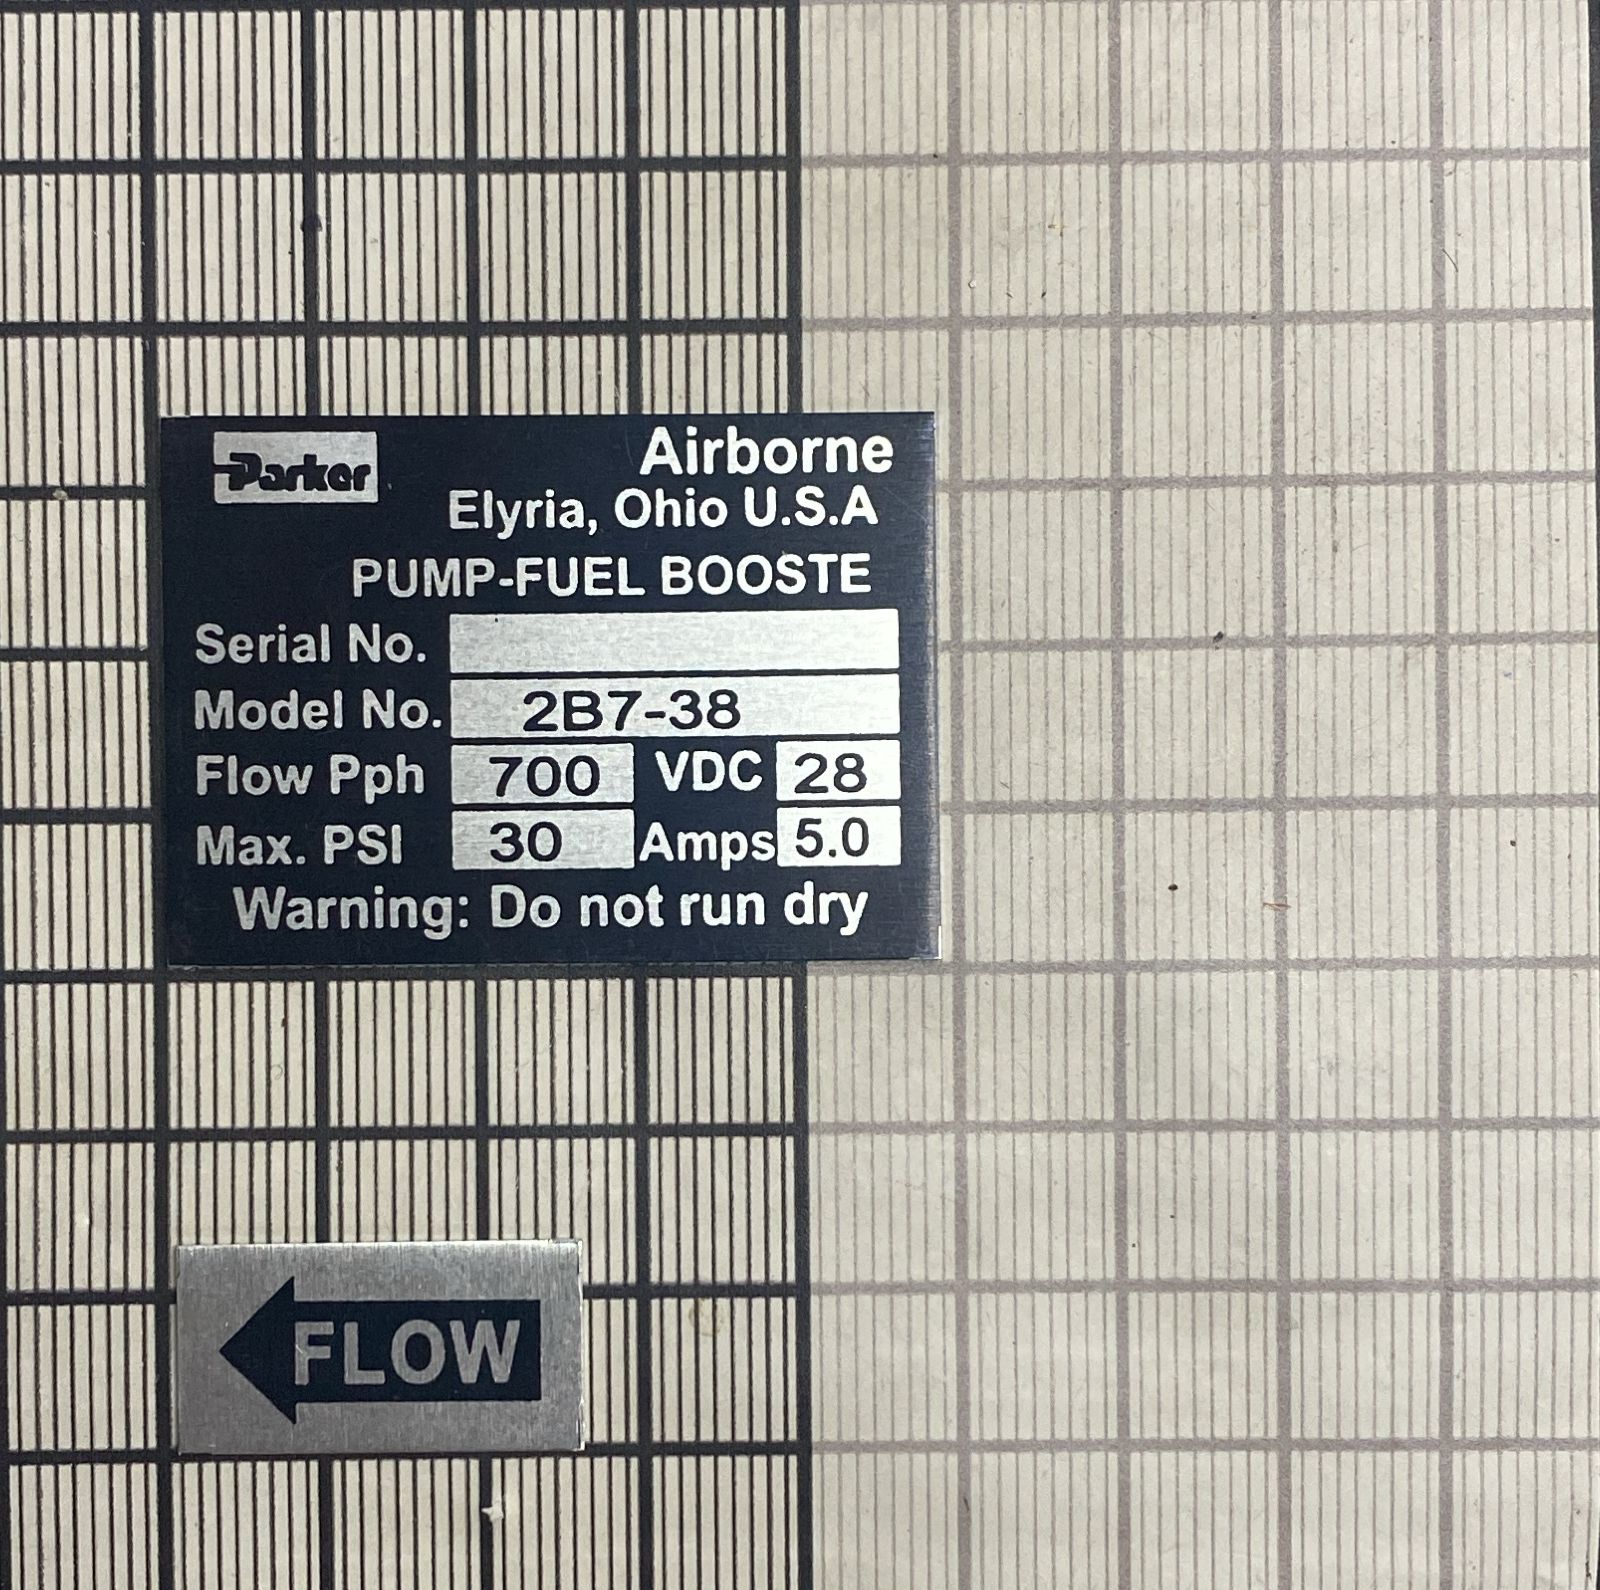 Parker
Airborne
Elyria, Ohio U.S.A
PUMP-FUEL BOOSTE
Serial No.
Model No. 2B7-38
Flow Pph 700 VDC 28
Max. PSI 30 Amps 5.0
Warning: Do not run dry
FLOW